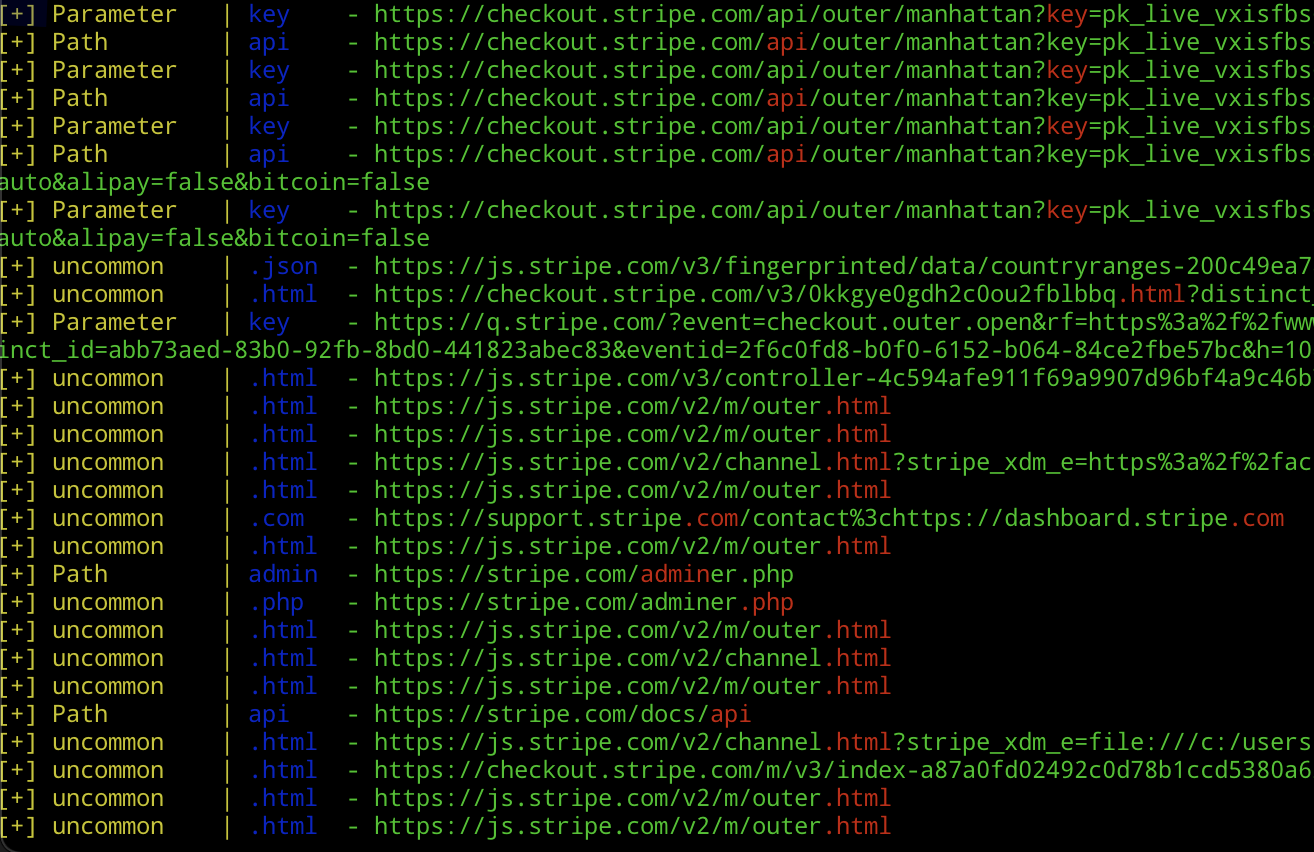 [+] Parameter | key - https://checkout.stripe.com/api/outer/manhattan?key=pk_live_vxisfbs
[+] Path | api - https://checkout.stripe.com/api/outer/manhattan?key=pk_live_vxisfbs
[+] Parameter | key - https://checkout.stripe.com/api/outer/manhattan?key=pk_live_vxisfbs
[+] Path | api - https://checkout.stripe.com/api/outer/manhattan?key=pk_live_vxisfbs
[+] Parameter | key - https://checkout.stripe.com/api/outer/manhattan?key=pk_live_vxisfbs
[+] Path | api - https://checkout.stripe.com/api/outer/manhattan?key=pk_live_vxisfbs
auto&alipay=false&bitcoin=false
[+] Parameter | key - https://checkout.stripe.com/api/outer/manhattan?key=pk_live_vxisfbs
auto&alipay=false&bitcoin=false
[+] uncommon | .json - https://js.stripe.com/v3/fingerprinted/data/countryranges-200c49ea7
[+] uncommon | .html - https://checkout.stripe.com/v3/0kkgye0gdh2c0ou2fblbbq.html?distinct
[+] Parameter | key - https://q.stripe.com/?event=checkout.outer.open&rf=https%3a%2f%2fww
inct_id=abb73aed-83b0-92fb-8bd0-441823abec83&eventid=2f6c0fd8-b0f0-6152-b064-84ce2fbe57bc&h=10
[+] uncommon | .html - https://js.stripe.com/v3/controller-4c594afe911f69a9907d96bf4a9c46b
[+] uncommon | .html - https://js.stripe.com/v2/m/outer.html
[+] uncommon | .html - https://js.stripe.com/v2/m/outer.html
[+] uncommon | .html - https://js.stripe.com/v2/channel.html?stripe_xdm_e=https%3a%2f%2fac
[+] uncommon | .html - https://js.stripe.com/v2/m/outer.html
[+] uncommon | .com - https://support.stripe.com/contact%3chttps://dashboard.stripe.com
[+] uncommon | .html - https://js.stripe.com/v2/m/outer.html
[+] Path | admin - https://stripe.com/adminer.php
[+] uncommon | .php - https://stripe.com/adminer.php
[+] uncommon | .html - https://js.stripe.com/v2/m/outer.html
[+] uncommon | .html - https://js.stripe.com/v2/channel.html
[+] uncommon | .html - https://js.stripe.com/v2/m/outer.html
[+] Path | api - https://stripe.com/docs/api
[+] uncommon | .html - https://js.stripe.com/v2/channel.html?stripe_xdm_e=file:///c:/users
[+] uncommon | .html - https://checkout.stripe.com/m/v3/index-a87a0fd02492c0d78b1ccd5380a6
[+] uncommon | .html - https://js.stripe.com/v2/m/outer.html
[+] uncommon | .html - https://js.stripe.com/v2/m/outer.html